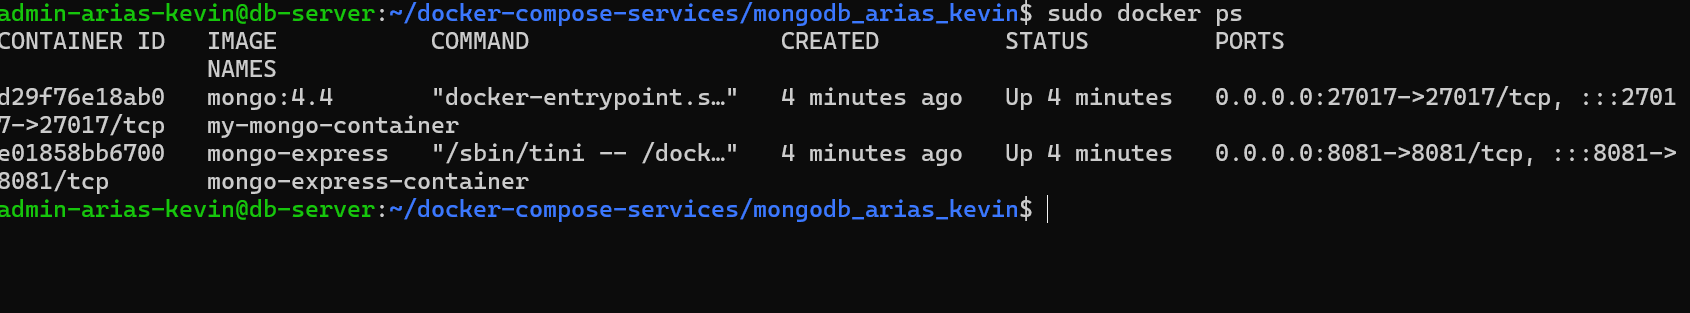 admin-arias-kevin@db-server:~/docker-compose-services/mongodb_arias_kevin$ sudo docker ps
CONTAINER ID   IMAGE           COMMAND                  CREATED         STATUS         PORTS
               NAMES
d29f76e18ab0   mongo:4.4       "docker-entrypoint.s…"   4 minutes ago   Up 4 minutes   0.0.0.0:27017->27017/tcp, :::2701
7->27017/tcp   my-mongo-container
e01858bb6700   mongo-express   "/sbin/tini -- /dock…"   4 minutes ago   Up 4 minutes   0.0.0.0:8081->8081/tcp, :::8081->
8081/tcp       mongo-express-container
admin-arias-kevin@db-server:~/docker-compose-services/mongodb_arias_kevin$